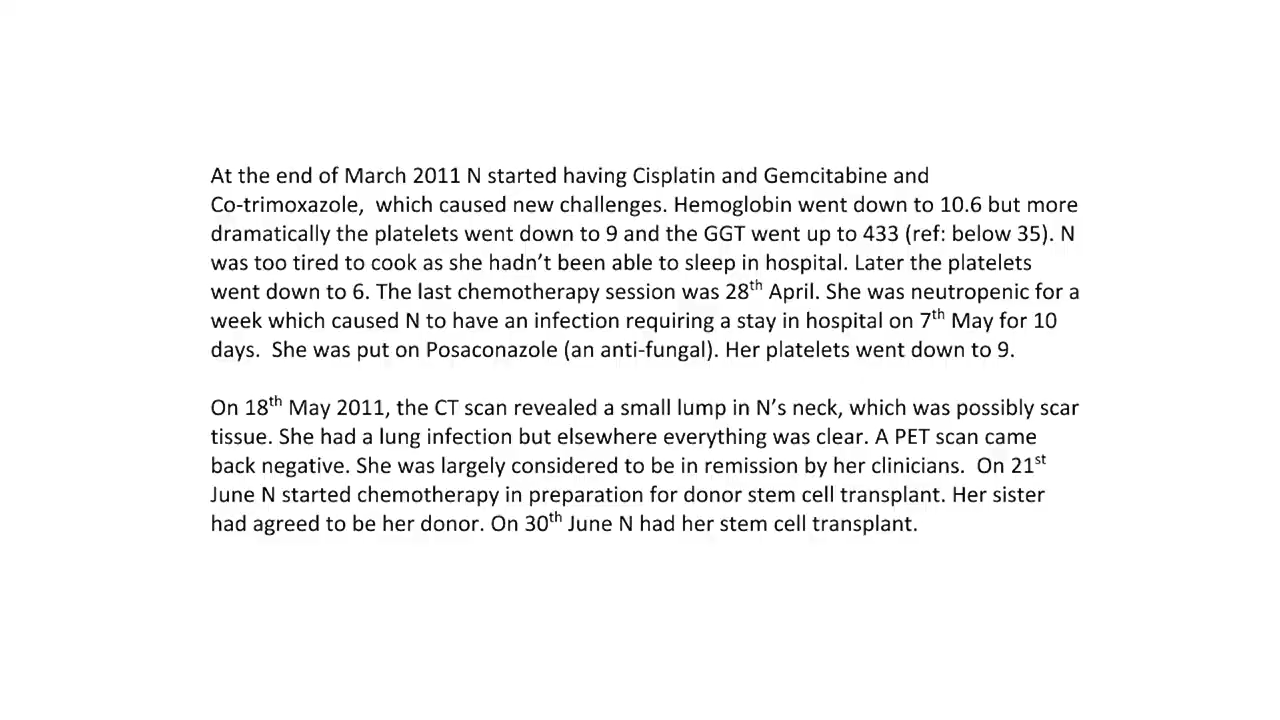 At the end of March 2011 N started having Cisplatin and Gemcitabine and
Co-trimoxazole,  which caused new challenges. Hemoglobin went down to 10.6 but more
dramatically the platelets went down to 9 and the GGT went up to 433 (ref: below 35). N
was too tired to cook as she hadn’t been able to sleep in hospital. Later the platelets
went down to 6. The last chemotherapy session was 28th April. She was neutropenic for a
week which caused N to have an infection requiring a stay in hospital on 7th May for 10
days.  She was put on Posaconazole (an anti-fungal). Her platelets went down to 9.
On 18th May 2011, the CT scan revealed a small lump in N’s neck, which was possibly scar
tissue. She had a lung infection but elsewhere everything was clear. A PET scan came
back negative. She was largely considered to be in remission by her clinicians.  On 21st
June N started chemotherapy in preparation for donor stem cell transplant. Her sister
had agreed to be her donor. On 30th June N had her stem cell transplant.